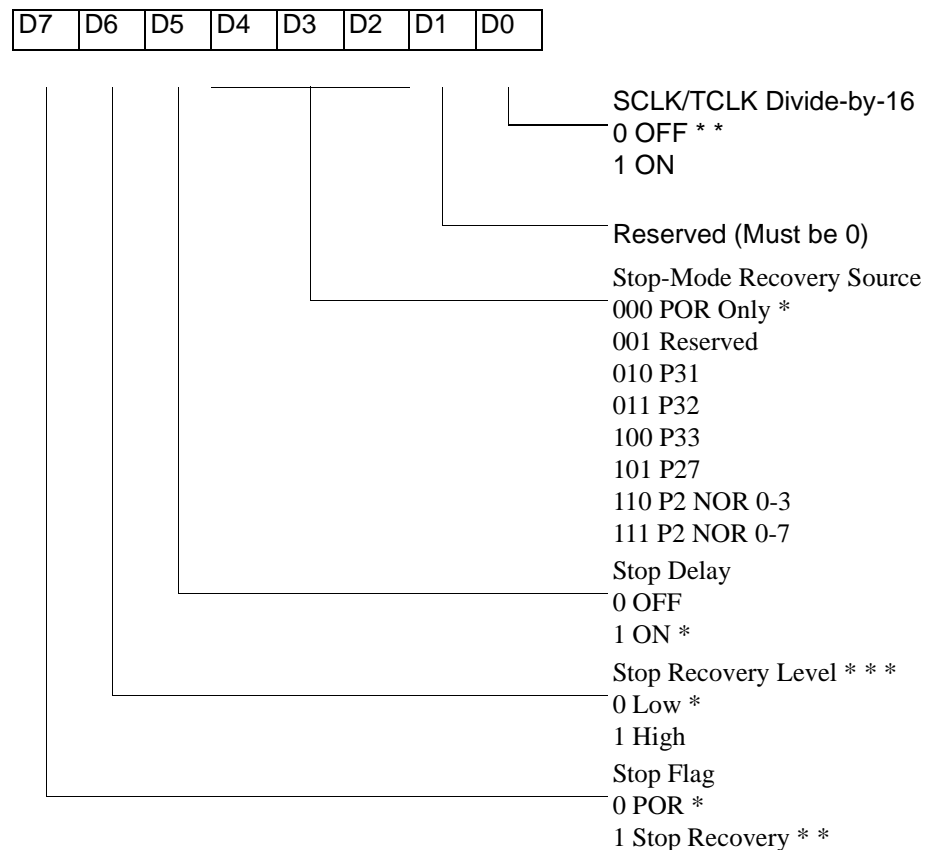 D7 D6 D5 D4 D3 D2 D1 D0
SCLK/TCLK Divide-by-16
0 OFF * *
1 ON
Reserved (Must be 0)
Stop-Mode Recovery Source
000 POR Only *
001 Reserved
010 P31
011 P32
100 P33
101 P27
110 P2 NOR 0-3
111 P2 NOR 0-7
Stop Delay
0 OFF
1 ON *
Stop Recovery Level * * *
0 Low *
1 High
Stop Flag
0 POR *
1 Stop Recovery * *